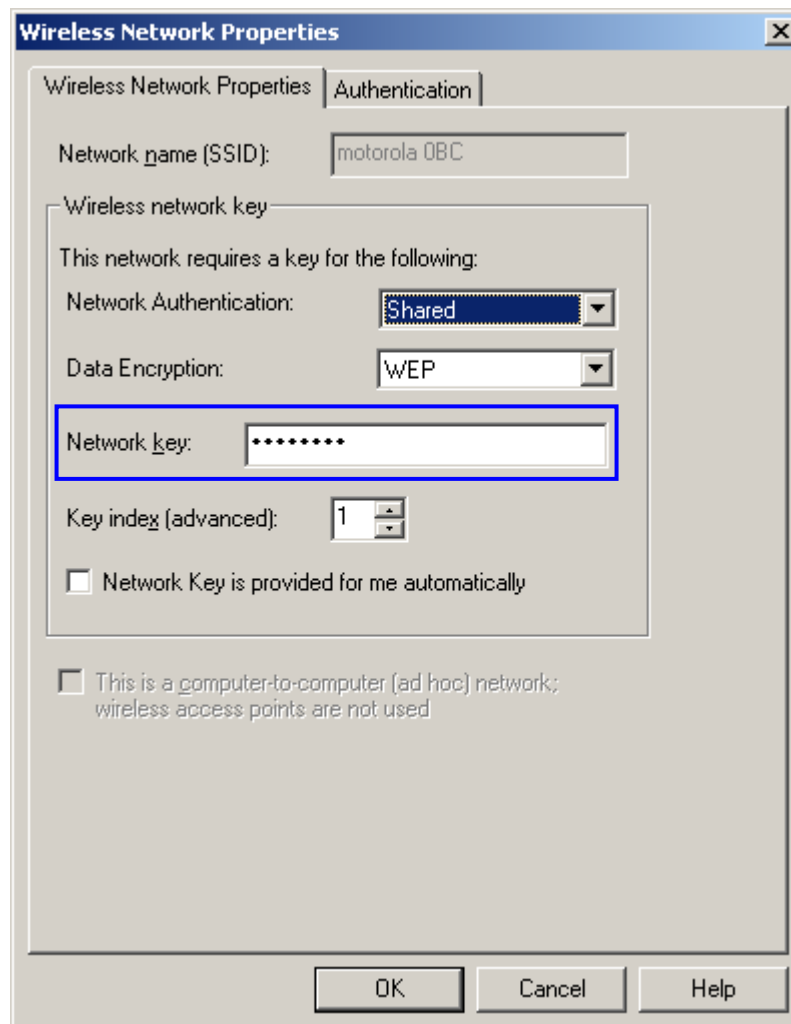 Wireless Network Properties
Wireless Network Properties Authentication
Network name (SSID): motorola 0BC
Wireless network key
This network requires a key for the following:
Network Authentication: Shared
Data Encryption: WEP
Network key: ••••••••
Key index (advanced): 1
Network Key is provided for me automatically
This is a computer-to-computer (ad hoc) network;
wireless access points are not used
OK Cancel Help